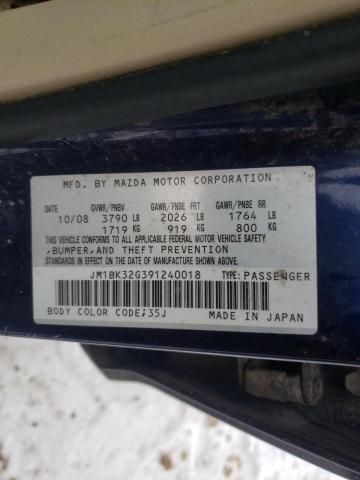 MFD. BY MAZDA MOTOR CORPORATION
DATE GVWR/PNBV GAWR/PNBE FRT GAWR/PNBE RR
10/08 3790 LB 2026 LB 1764 LB
1719 KG 919 KG 800 KG
THIS VEHICLE CONFORMS TO ALL APPLICABLE FEDERAL MOTOR VEHICLE SAFETY,
,BUMPER,AND THEFT PREVENTION
STANDARDS IN EFFECT ON THE DATE OF MANUFACTURE SHOWN ABOVE.
JM1BK32G391240018 TYPE:PASSENGER
BODY COLOR CODE;35J MADE IN JAPAN